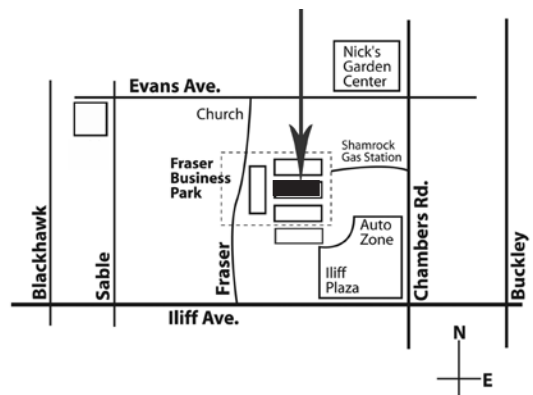 Nick's
Garden
Center
Evans Ave.
Church
Shamrock
Gas Station
Fraser
Business
Park
Auto
Zone
Iliff
Plaza
Blackhawk
Sable
Fraser
Chambers Rd.
Buckley
Iliff Ave.
N
E